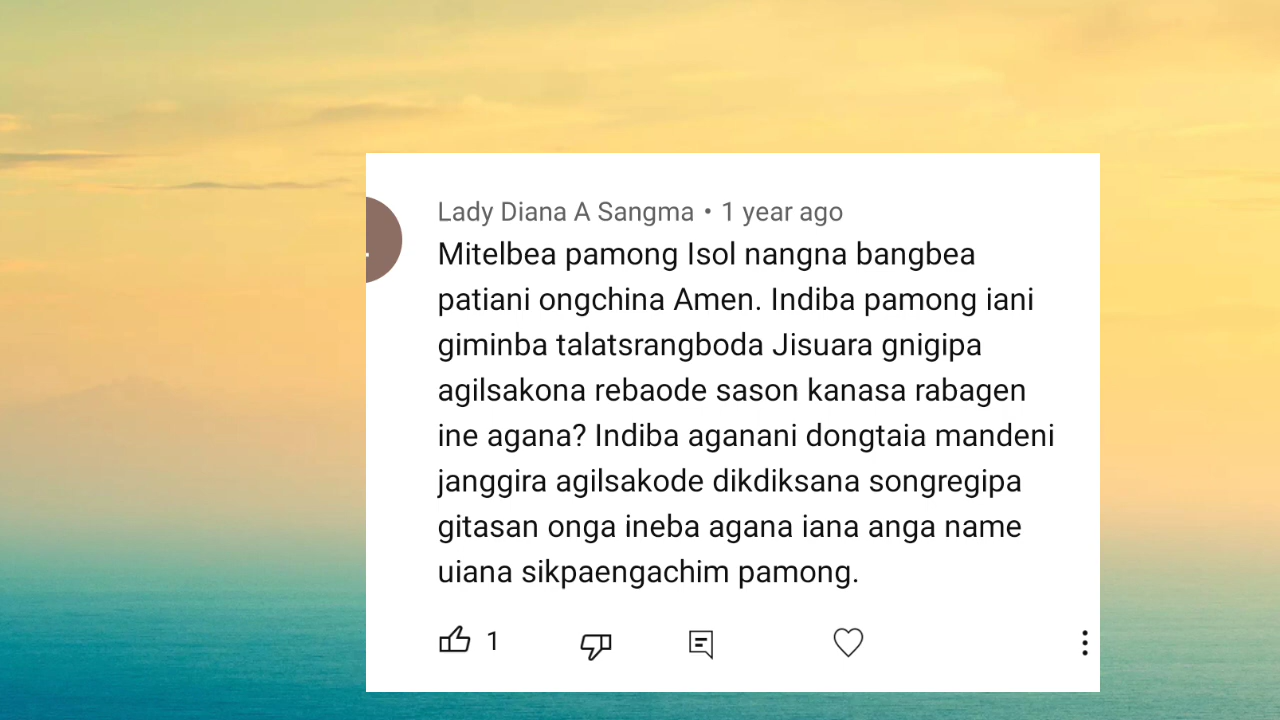 Lady Diana A Sangma • 1 year ago
Mitelbea pamong Isol nangna bangbea
patiani ongchina Amen. Indiba pamong iani
giminba talatsrangboda Jisuara gnigipa
agilsakona rebaode sason kanasa rabagen
ine agana? Indiba aganani dongtaia mandeni
janggira agilsakode dikdiksana songregipa
gitasan onga ineba agana iana anga name
uiana sikpaengachim pamong.
1